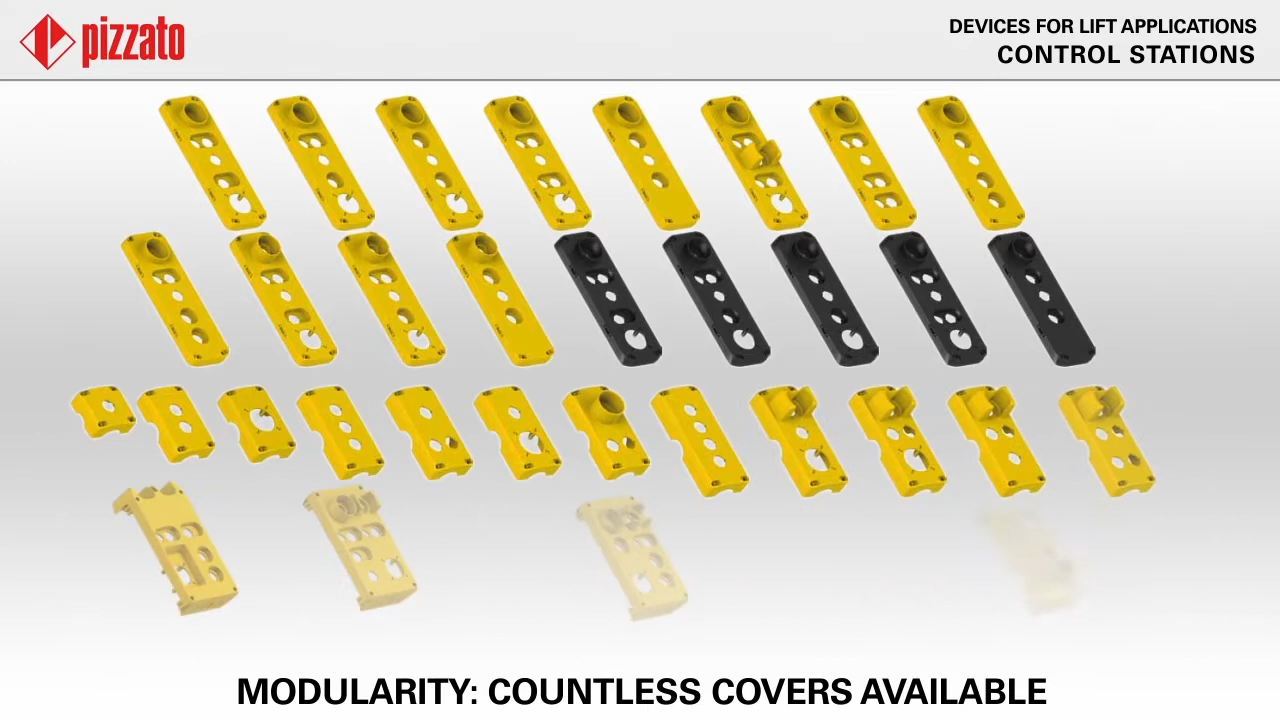 pizzato
DEVICES FOR LIFT APPLICATIONS
CONTROL STATIONS
MODULARITY: COUNTLESS COVERS AVAILABLE